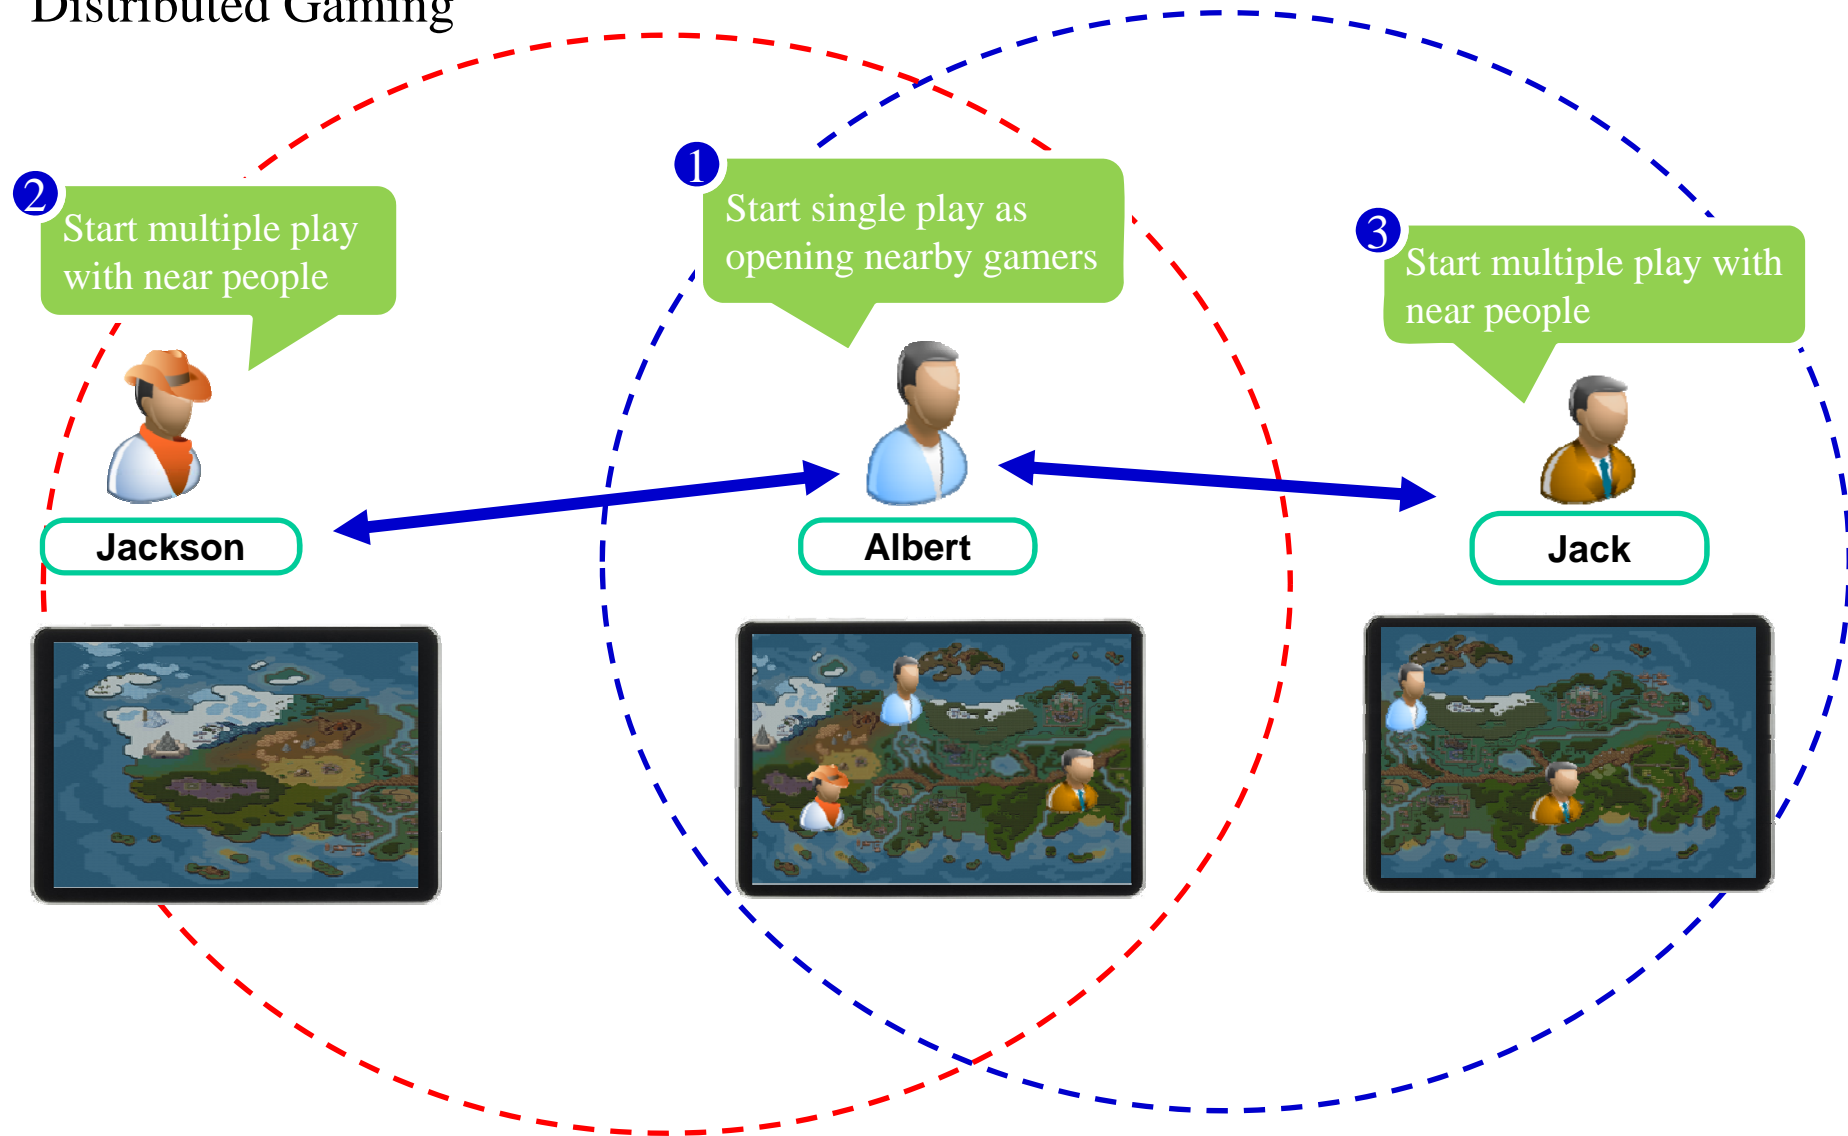 Distributed Gaming
1
Start single play as
opening nearby gamers
2
Start multiple play
with near people
3
Start multiple play with
near people
Jackson
Albert
Jack